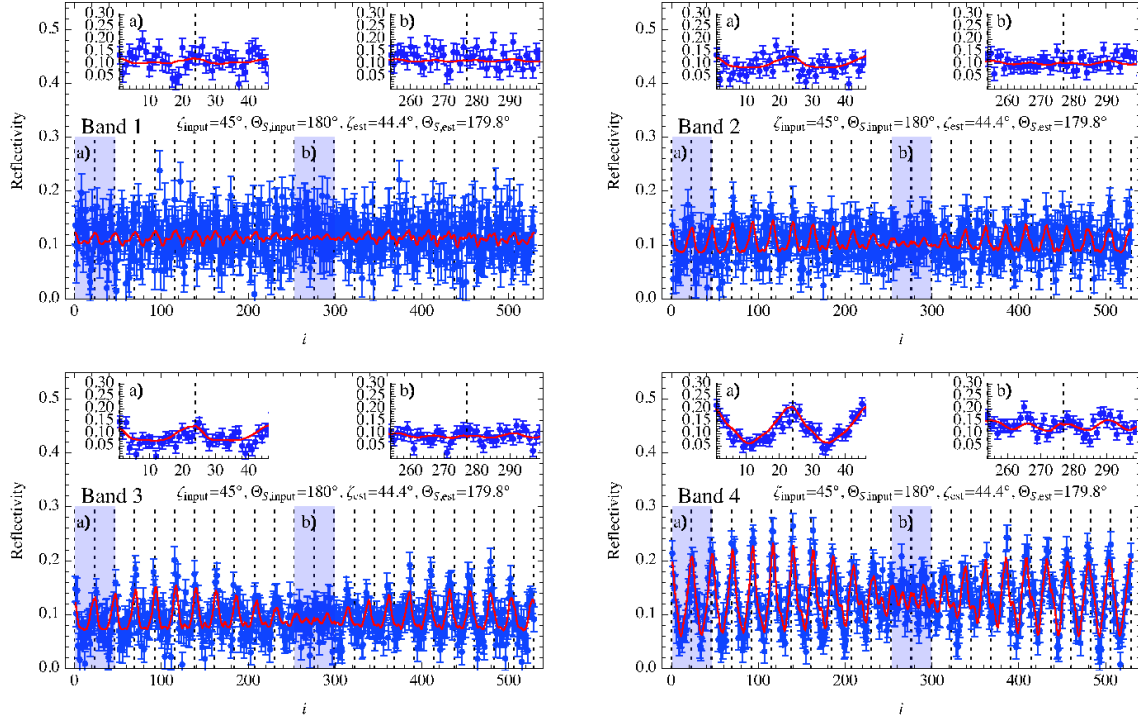 0.5
0.4
0.3
0.2
0.1
0.0
Reflectivity
a)
0.30
0.25
0.20
0.15
0.10
0.05
10 20 30 40
b)
0.30
0.25
0.20
0.15
0.10
0.05
260 270 280 290
Band 1
ζinput=45°, ΘS,input=180°, ζest=44.4°, ΘS,est=179.8°
a)
b)
0 100 200 300 400 500
i
0.5
0.4
0.3
0.2
0.1
0.0
Reflectivity
a)
0.30
0.25
0.20
0.15
0.10
0.05
10 20 30 40
b)
0.30
0.25
0.20
0.15
0.10
0.05
260 270 280 290
Band 2
ζinput=45°, ΘS,input=180°, ζest=44.4°, ΘS,est=179.8°
a)
b)
0 100 200 300 400 500
i
0.5
0.4
0.3
0.2
0.1
0.0
Reflectivity
a)
0.30
0.25
0.20
0.15
0.10
0.05
10 20 30 40
b)
0.30
0.25
0.20
0.15
0.10
0.05
260 270 280 290
Band 3
ζinput=45°, ΘS,input=180°, ζest=44.4°, ΘS,est=179.8°
a)
b)
0 100 200 300 400 500
i
0.5
0.4
0.3
0.2
0.1
0.0
Reflectivity
a)
0.30
0.25
0.20
0.15
0.10
0.05
10 20 30 40
b)
0.30
0.25
0.20
0.15
0.10
0.05
260 270 280 290
Band 4
ζinput=45°, ΘS,input=180°, ζest=44.4°, ΘS,est=179.8°
a)
b)
0 100 200 300 400 500
i